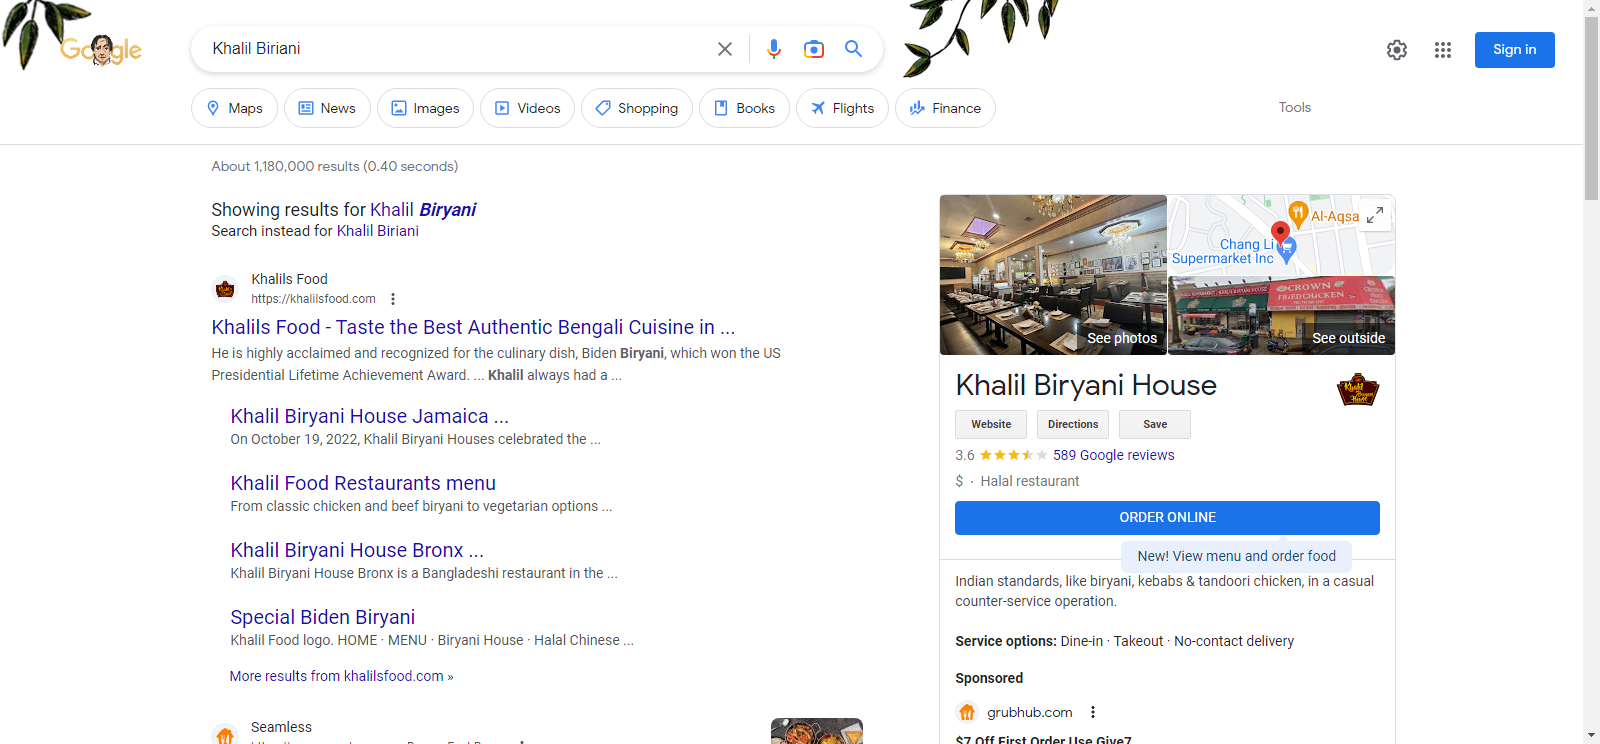 Google
Khalil Biriani
Sign in
Maps
News
Images
Videos
Shopping
Books
Flights
Finance
Tools
About 1,180,000 results (0.40 seconds)
Showing results for Khalil Biryani
Search instead for Khalil Biriani
Khalils Food
https://khalilsfood.com
Khalils Food - Taste the Best Authentic Bengali Cuisine in ...
He is highly acclaimed and recognized for the culinary dish, Biden Biryani, which won the US
Presidential Lifetime Achievement Award. ... Khalil always had a ...
Khalil Biryani House Jamaica ...
On October 19, 2022, Khalil Biryani Houses celebrated the ...
Khalil Food Restaurants menu
From classic chicken and beef biryani to vegetarian options ...
Khalil Biryani House Bronx ...
Khalil Biryani House Bronx is a Bangladeshi restaurant in the ...
Special Biden Biryani
Khalil Food logo. HOME · MENU · Biryani House · Halal Chinese ...
More results from khalilsfood.com »
Seamless
See photos
Al-Aqsa
Chang Li
Supermarket Inc
CROWN
FRIED CHICKEN
See outside
Khalil Biryani House
Khalil
Biryani
House
Website
Directions
Save
3.6
589 Google reviews
$ · Halal restaurant
ORDER ONLINE
New! View menu and order food
Indian standards, like biryani, kebabs & tandoori chicken, in a casual
counter-service operation.
Service options: Dine-in · Takeout · No-contact delivery
Sponsored
grubhub.com
$7 Off First Order Use Give7